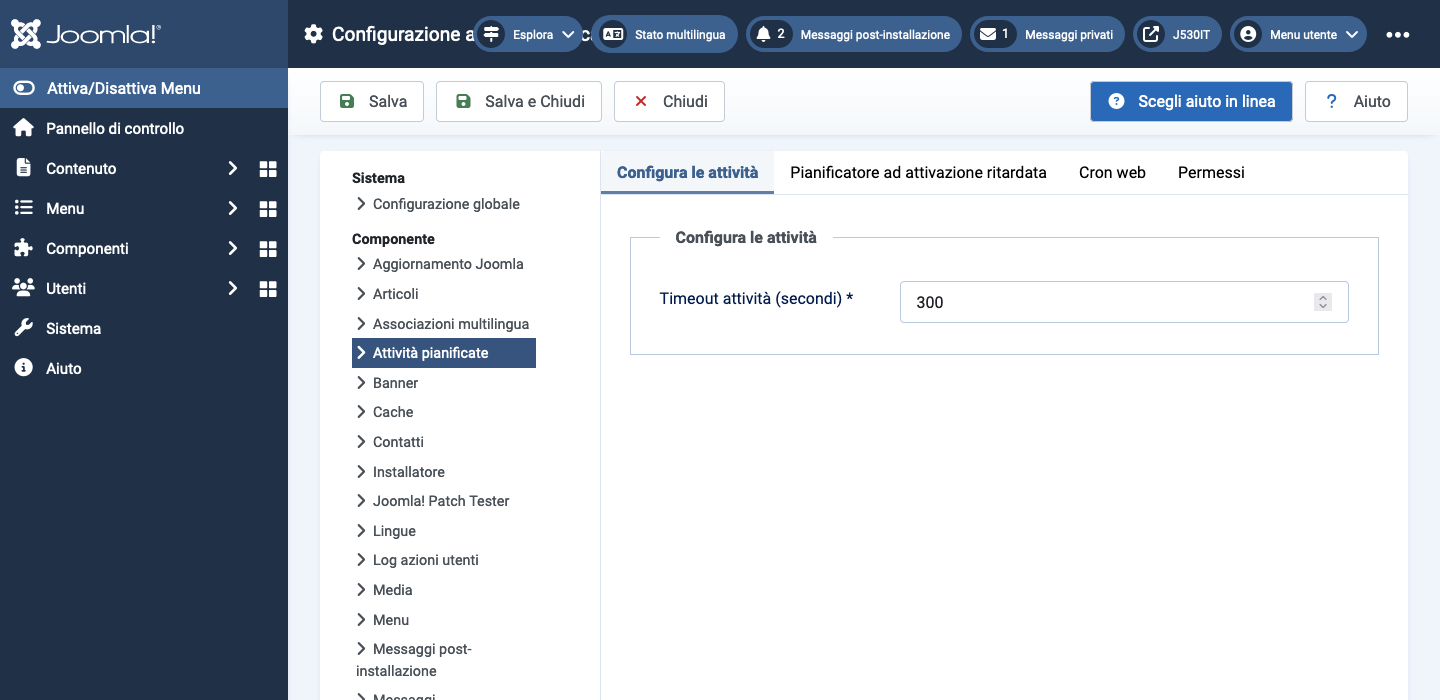 Joomla!
Configurazione a
Esplora
Stato multilingua
2 Messaggi post-installazione
1 Messaggi privati
J530IT
Menu utente
Attiva/Disattiva Menu
Pannello di controllo
Contenuto
Menu
Componenti
Utenti
Sistema
Aiuto
Salva
Salva e Chiudi
Chiudi
Scegli aiuto in linea
? Aiuto
Sistema
Configurazione globale
Componente
Aggiornamento Joomla
Articoli
Associazioni multilingua
Attività pianificate
Banner
Cache
Contatti
Installatore
Joomla! Patch Tester
Lingue
Log azioni utenti
Media
Menu
Messaggi post-
installazione
Messaggi
Configura le attività
Pianificatore ad attivazione ritardata
Cron web
Permessi
Configura le attività
Timeout attività (secondi) *
300